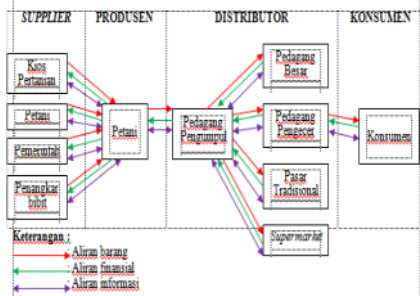 SUPPLIER
PRODUSEN
DISTRIBUTOR
KONSUMEN
Kios
Pertanian
Petani
Pemerintah
Penangkar
bibit
Petani
Pedagang
Pengumpul
Pedagang
Besar
Pedagang
Pengecer
Pasar
Tradisional
Supermarket
Konsumen
Keterangan :
: Aliran barang
: Aliran finansial
: Aliran informasi